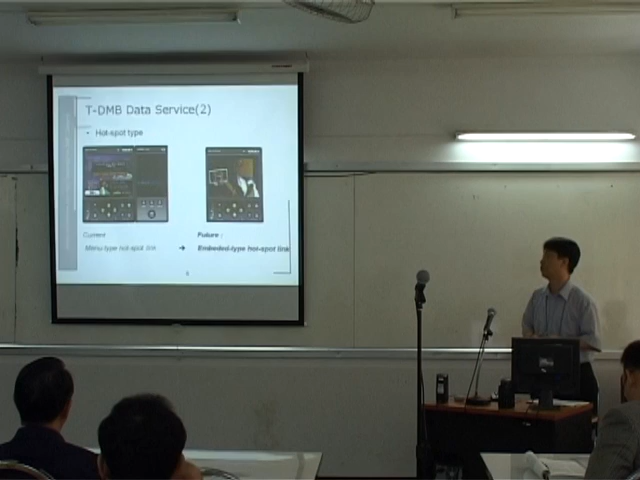 T-DMB Data Service(2)
• Hot-spot type
Current
Future :
Menu-type hot-spot link
➔
Embeded-type hot-spot link